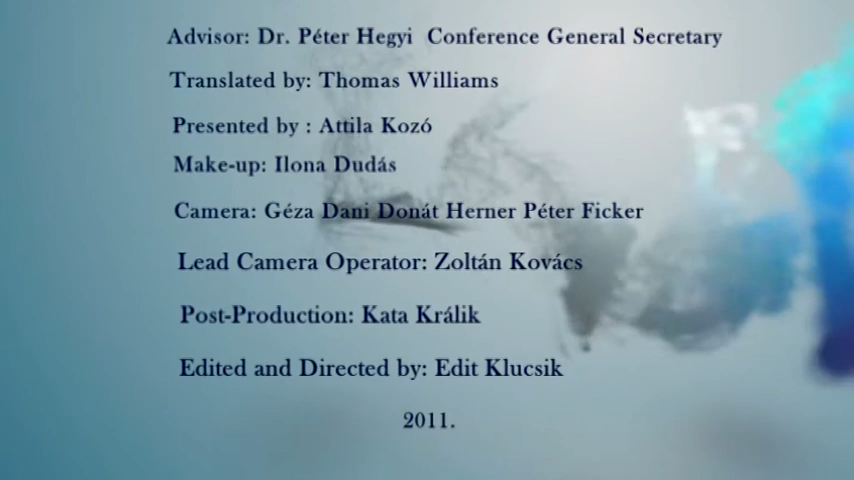 Advisor: Dr. Péter Hegyi  Conference General Secretary
Translated by: Thomas Williams
Presented by : Attila Kozó
Make-up: Ilona Dudás
Camera: Géza Dani Donát Herner Péter Ficker
Lead Camera Operator: Zoltán Kovács
Post-Production: Kata Králik
Edited and Directed by: Edit Klucsik
2011.